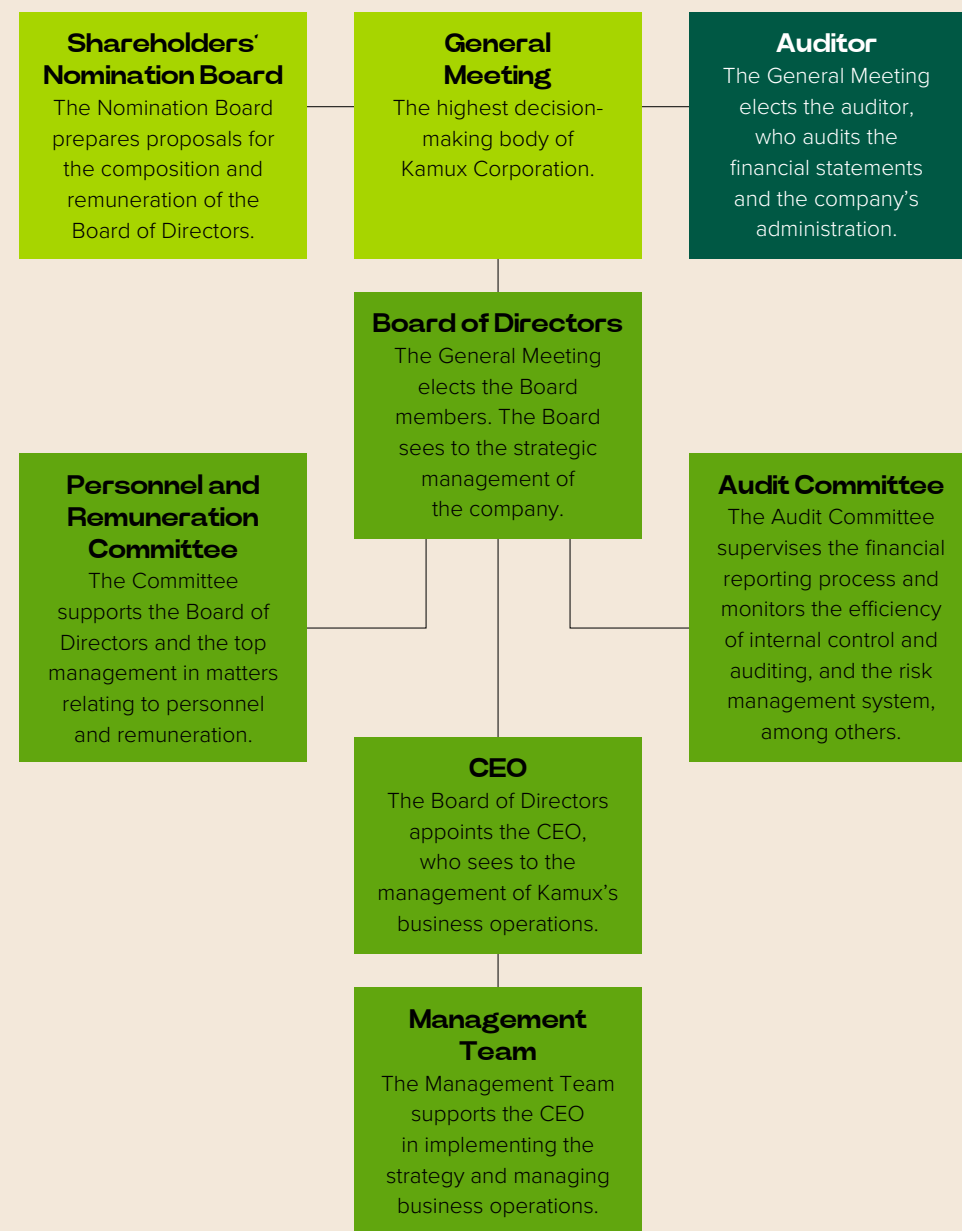 Shareholders'
Nomination Board
The Nomination Board
prepares proposals for
the composition and
remuneration of the
Board of Directors.
General
Meeting
The highest decision-
making body of
Kamux Corporation.
Auditor
The General Meeting
elects the auditor,
who audits the
financial statements
and the company's
administration.
Board of Directors
The General Meeting
elects the Board
members. The Board
sees to the strategic
management of
the company.
Personnel and
Remuneration
Committee
The Committee
supports the Board of
Directors and the top
management in matters
relating to personnel
and remuneration.
Audit Committee
The Audit Committee
supervises the financial
reporting process and
monitors the efficiency
of internal control and
auditing, and the risk
management system,
among others.
CEO
The Board of Directors
appoints the CEO,
who sees to the
management of Kamux's
business operations.
Management
Team
The Management Team
supports the CEO
in implementing the
strategy and managing
business operations.